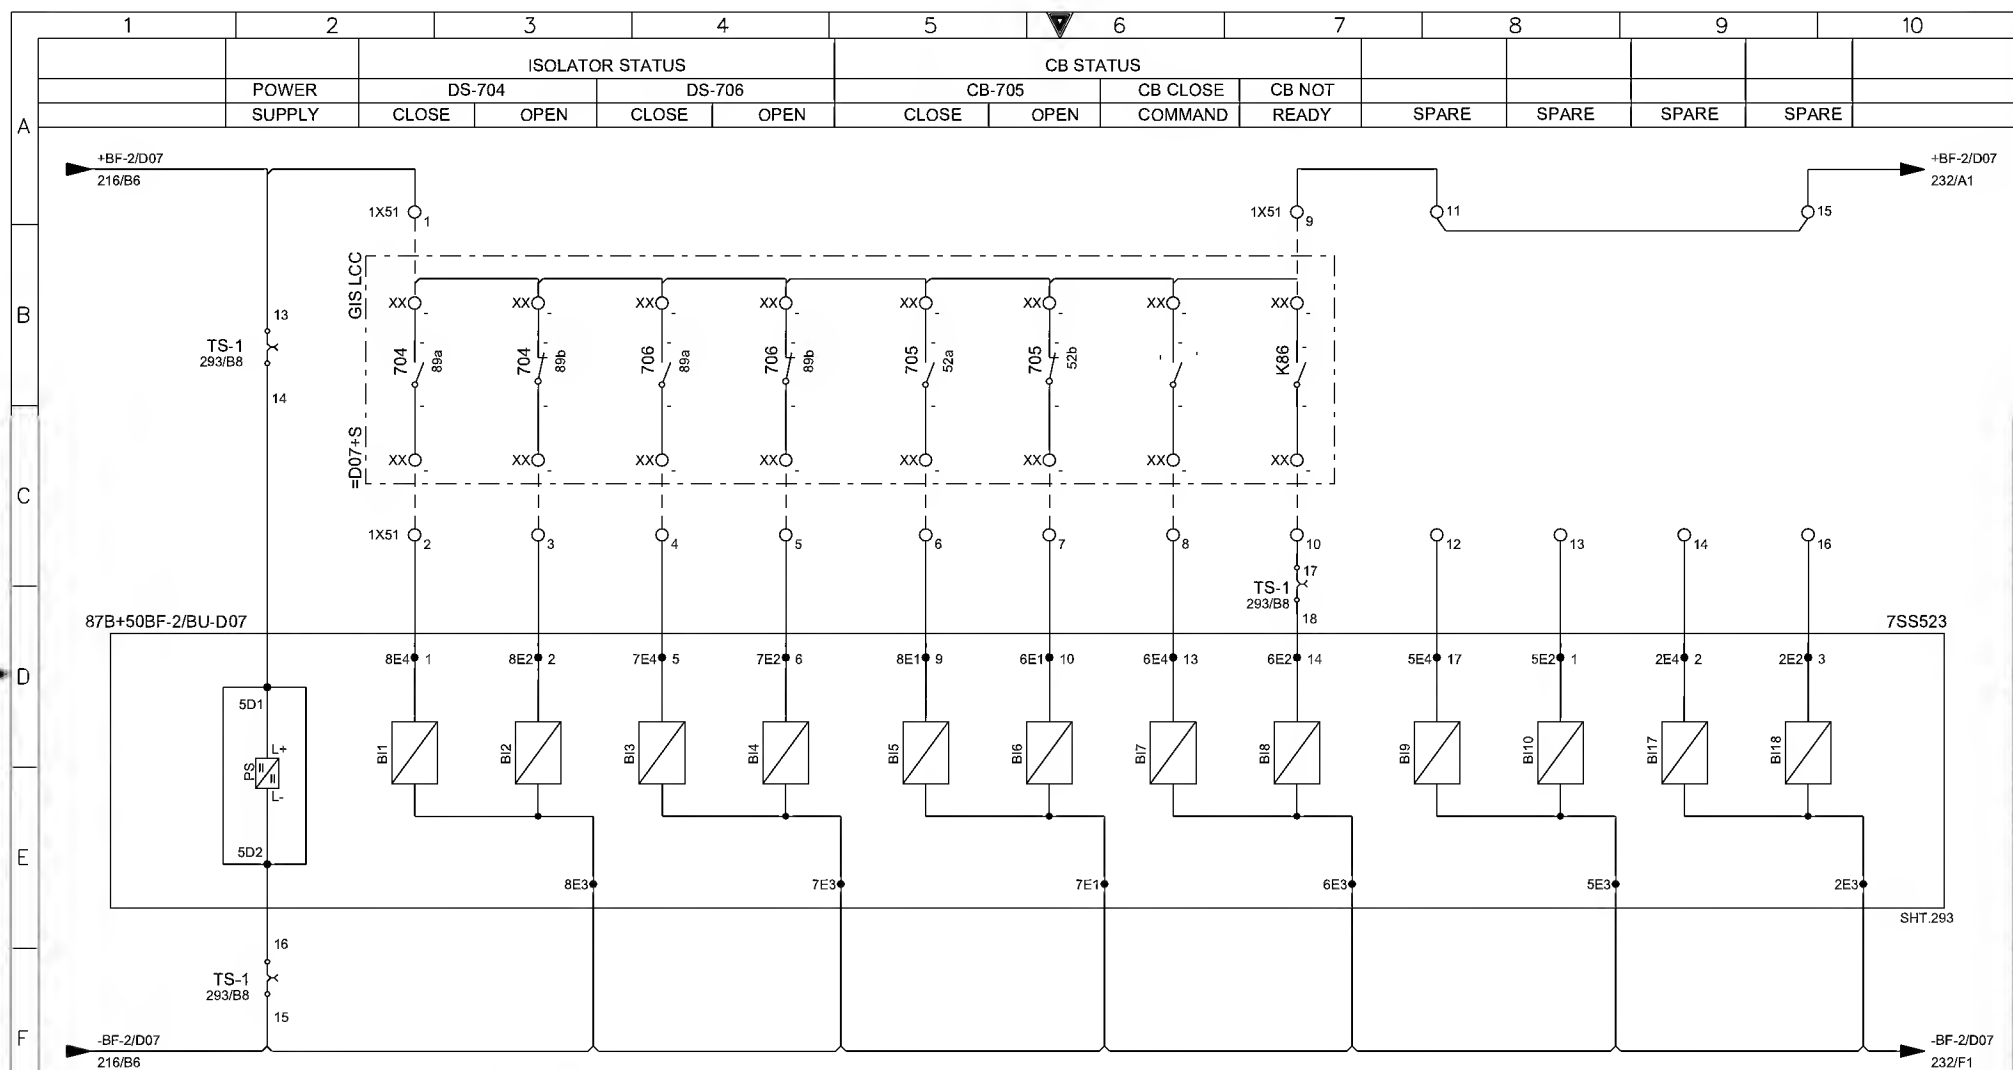 1 2 3 4 5 6 7 8 9 10
ISOLATOR STATUS CB STATUS
POWER DS-704 DS-706 CB-705 CB CLOSE CB NOT
SUPPLY CLOSE OPEN CLOSE OPEN CLOSE OPEN COMMAND READY SPARE SPARE SPARE SPARE
A
+BF-2/D07 +BF-2/D07
216/B6 232/A1
1X51 1 1X51 9 11 15
GIS LCC
B
XX XX XX XX XX XX XX XX
13
TS-1
293/B8
14
704 89a 704 89b 706 89a 706 89b 705 52a 705 52b K86
=D07+S
XX XX XX XX XX XX XX XX
C
1X51 2 3 4 5 6 7 8 10 12 13 14 16
17
TS-1
293/B8
18
87B+50BF-2/BU-D07 7SS523
D
8E4 1 8E2 2 7E4 5 7E2 6 8E1 9 6E1 10 6E4 13 6E2 14 5E4 17 5E2 1 2E4 2 2E2 3
5D1
L+
PS
L-
BI1 BI2 BI3 BI4 BI5 BI6 BI7 BI8 BI9 BI10 BI17 BI18
E
5D2
8E3 7E3 7E1 6E3 5E3 2E3
SHT.293
16
TS-1
293/B8
15
F
-BF-2/D07 -BF-2/D07
216/B6 232/F1